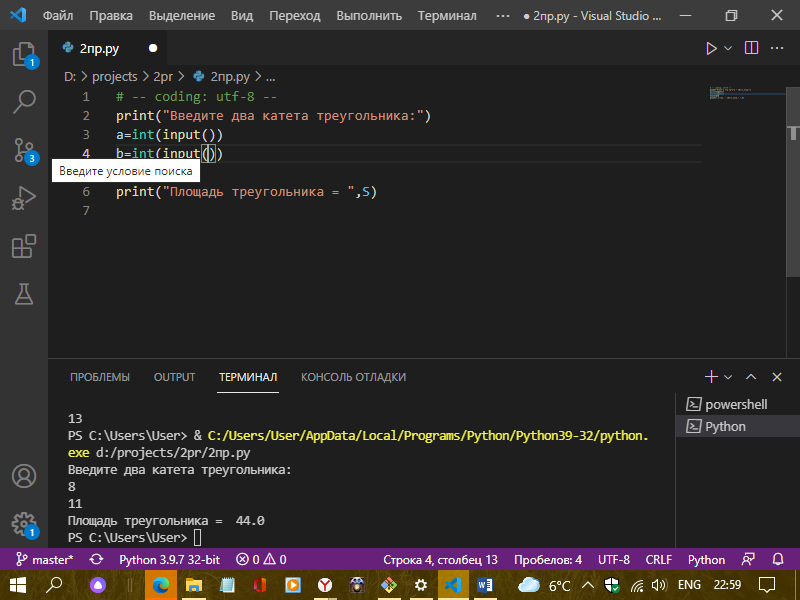 Файл Правка Выделение Вид Переход Выполнить Терминал ··· ● 2пр.py - Visual Studio ...
2пр.py ●
D: > projects > 2pr > 2пр.py > ...
1 # -- coding: utf-8 --
2 print("Введите два катета треугольника:")
3 a=int(input())
4 b=int(input())
Введите условие поиска
6 print("Площадь треугольника = ",S)
7
1
3
1
ПРОБЛЕМЫ OUTPUT ТЕРМИНАЛ КОНСОЛЬ ОТЛАДКИ
powershell
Python
13
PS C:\Users\User> & C:/Users/User/AppData/Local/Programs/Python/Python39-32/python.
exe d:/projects/2pr/2пр.py
Введите два катета треугольника:
8
11
Площадь треугольника =  44.0
PS C:\Users\User>
master* Python 3.9.7 32-bit 0 0 Строка 4, столбец 13 Пробелов: 4 UTF-8 CRLF Python
6°C ENG 22:59